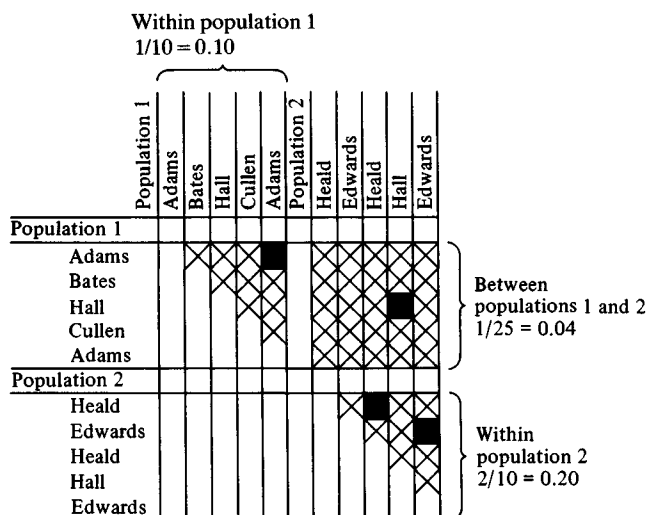 Within population 1
1/10 = 0.10
Population 1
Adams
Bates
Hall
Cullen
Adams
Population 2
Heald
Edwards
Heald
Hall
Edwards
Population 1
Adams
Bates
Hall
Cullen
Adams
Between
populations 1 and 2
1/25 = 0.04
Population 2
Heald
Edwards
Heald
Hall
Edwards
Within
population 2
2/10 = 0.20